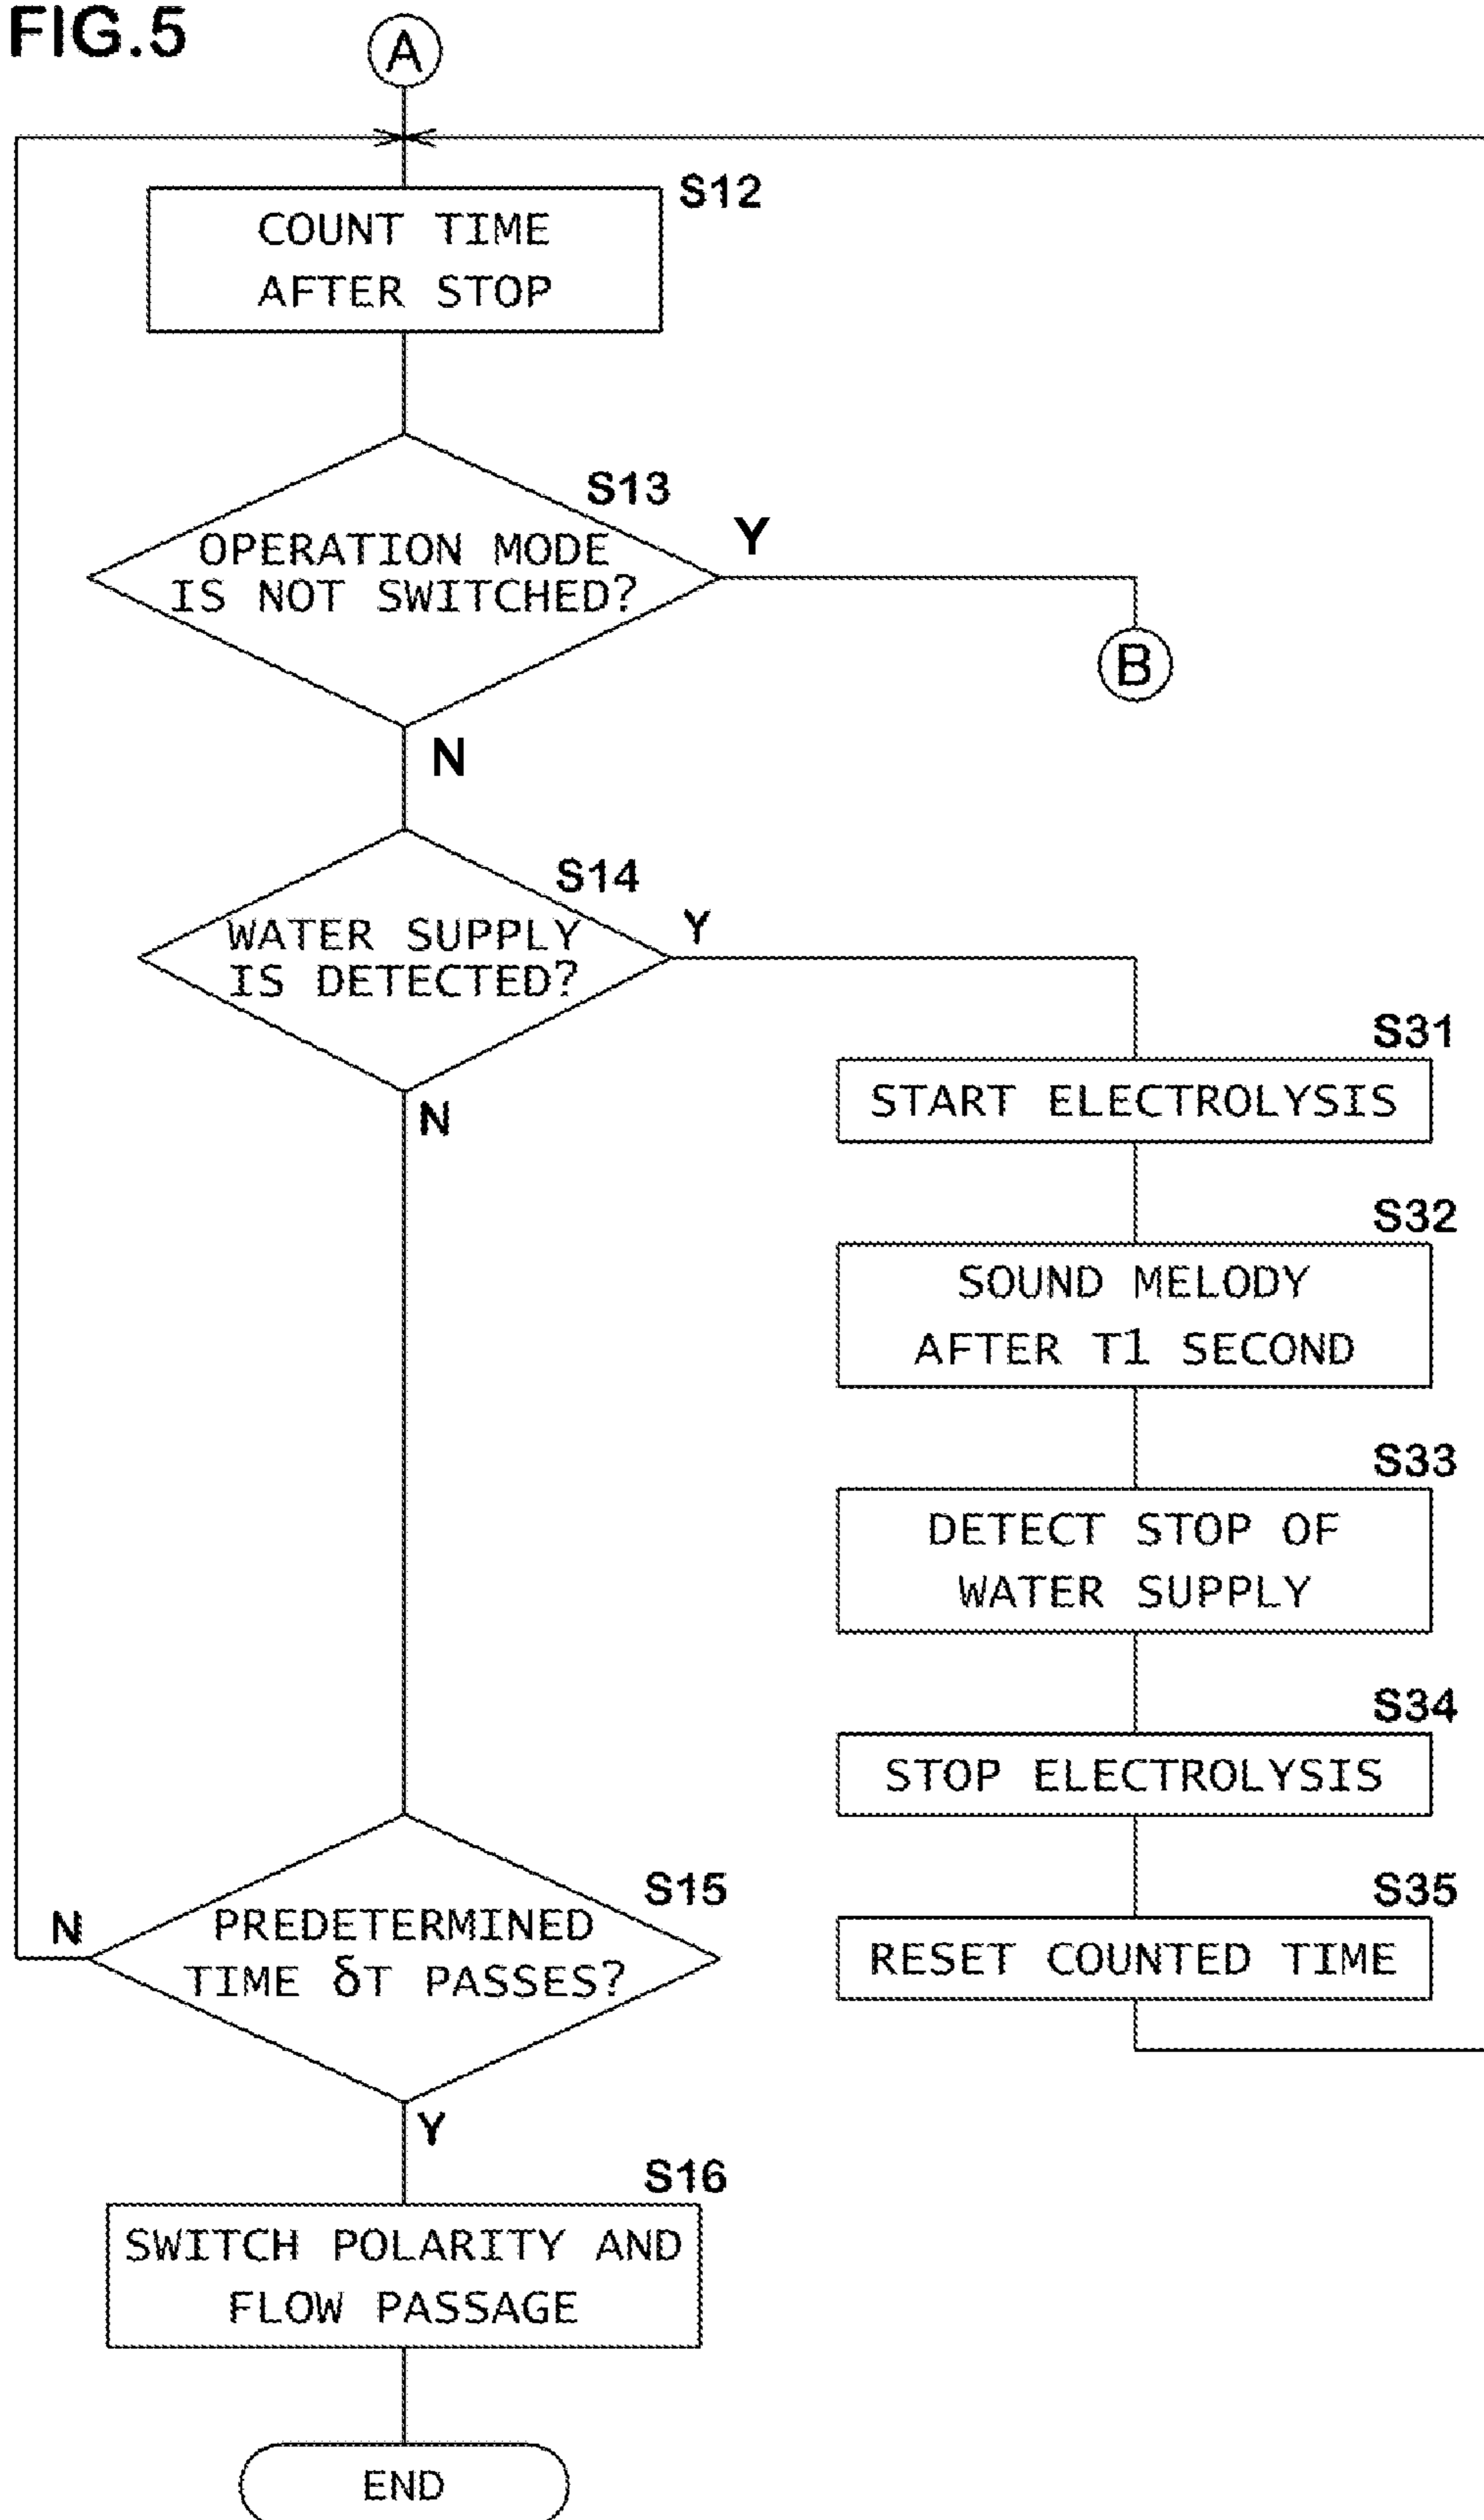 FIG.5
A
S12
COUNT TIME
AFTER STOP
S13
OPERATION MODE
IS NOT SWITCHED?
Y
B
N
S14
WATER SUPPLY
IS DETECTED?
Y
N
S31
START ELECTROLYSIS
S32
SOUND MELODY
AFTER T1 SECOND
S33
DETECT STOP OF
WATER SUPPLY
S34
STOP ELECTROLYSIS
S35
RESET COUNTED TIME
S15
N
PREDETERMINED
TIME δT PASSES?
Y
S16
SWITCH POLARITY AND
FLOW PASSAGE
END